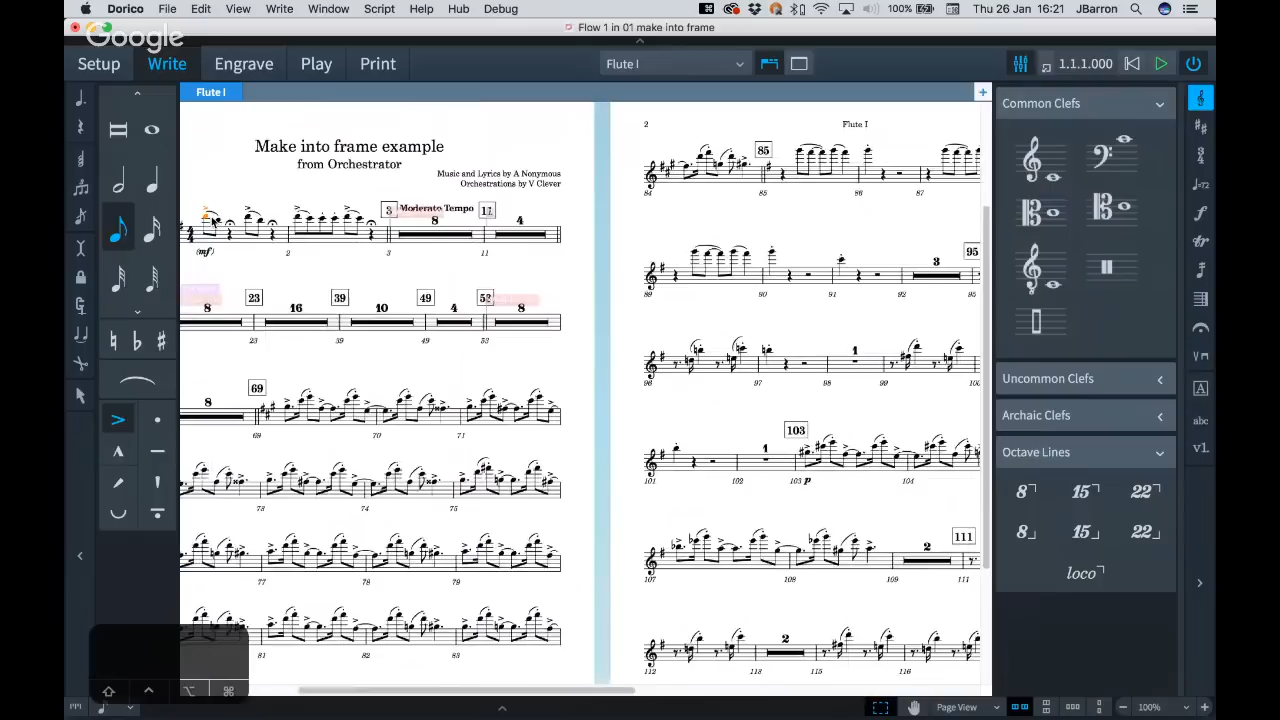 Dorico File Edit View Write Window Script Help Hub Debug 100% Thu 26 Jan 16:21 JBarron
Flow 1 in 01 make into frame
Google
Setup Write Engrave Play Print Flute I 1.1.1.000
Flute I
Common Clefs
Make into frame example
from Orchestrator
Music and Lyrics by A Nonymous
Orchestrations by V Clever
3 Moderato Tempo 8 11 4
(mf) 2 3 11
8 23 16 39 10 49 4 8
23 39 49 53
8 69
69 70 71
73 74 75
77 78 79
81 82 83
2 Flute I
85
84 85 86 87
3 95
89 90 91 92 95
1
96 97 98 99 100
1 103
101 102 103 p 104
2 111
107 108 109 111
2
112 113 115 116
Uncommon Clefs
Archaic Clefs
Octave Lines
8 15 22
8 15 22
loco
A
abc
v1.
Page View 100%